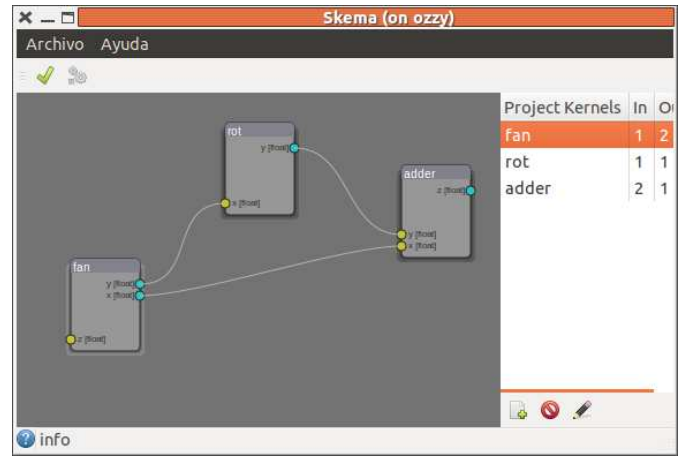 Skema (on ozzy)
Archivo Ayuda
Project Kernels In
fan 1 2
rot 1 1
adder 2 1
rot
y [float]
x [float]
adder
z [float]
y [float]
x [float]
fan
y [float]
x [float]
z [float]
info